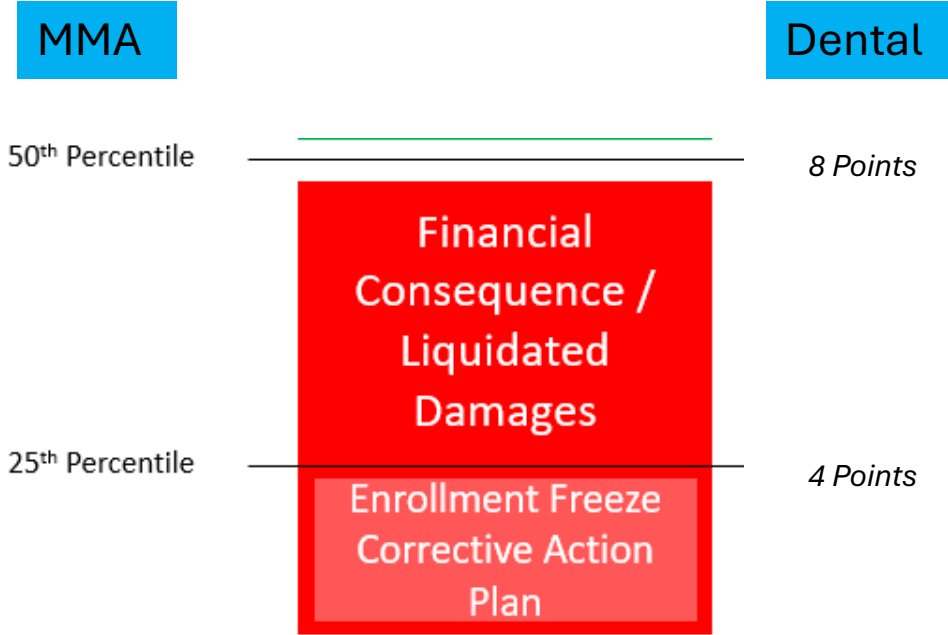 MMA
Dental
50th Percentile
8 Points
Financial
Consequence /
Liquidated
Damages
25th Percentile
4 Points
Enrollment Freeze
Corrective Action
Plan